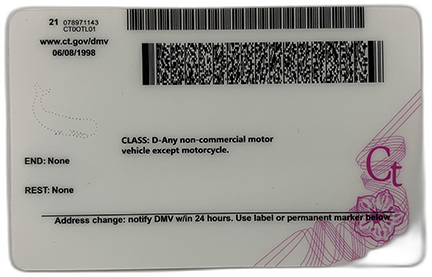 21 078971143
CT0OTL01
www.ct.gov/dmv
06/08/1998
CLASS: D-Any non-commercial motor
vehicle except motorcycle.
END: None
Ct
REST: None
Address change: notify DMV w/in 24 hours. Use label or permanent marker below